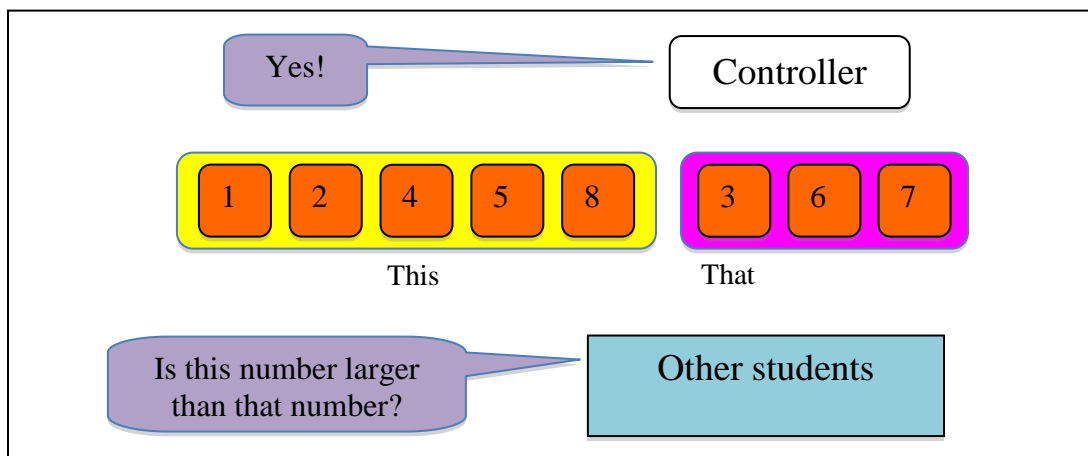 Yes!
Controller
1 2 4 5 8 3 6 7
This That
Is this number larger
than that number?
Other students